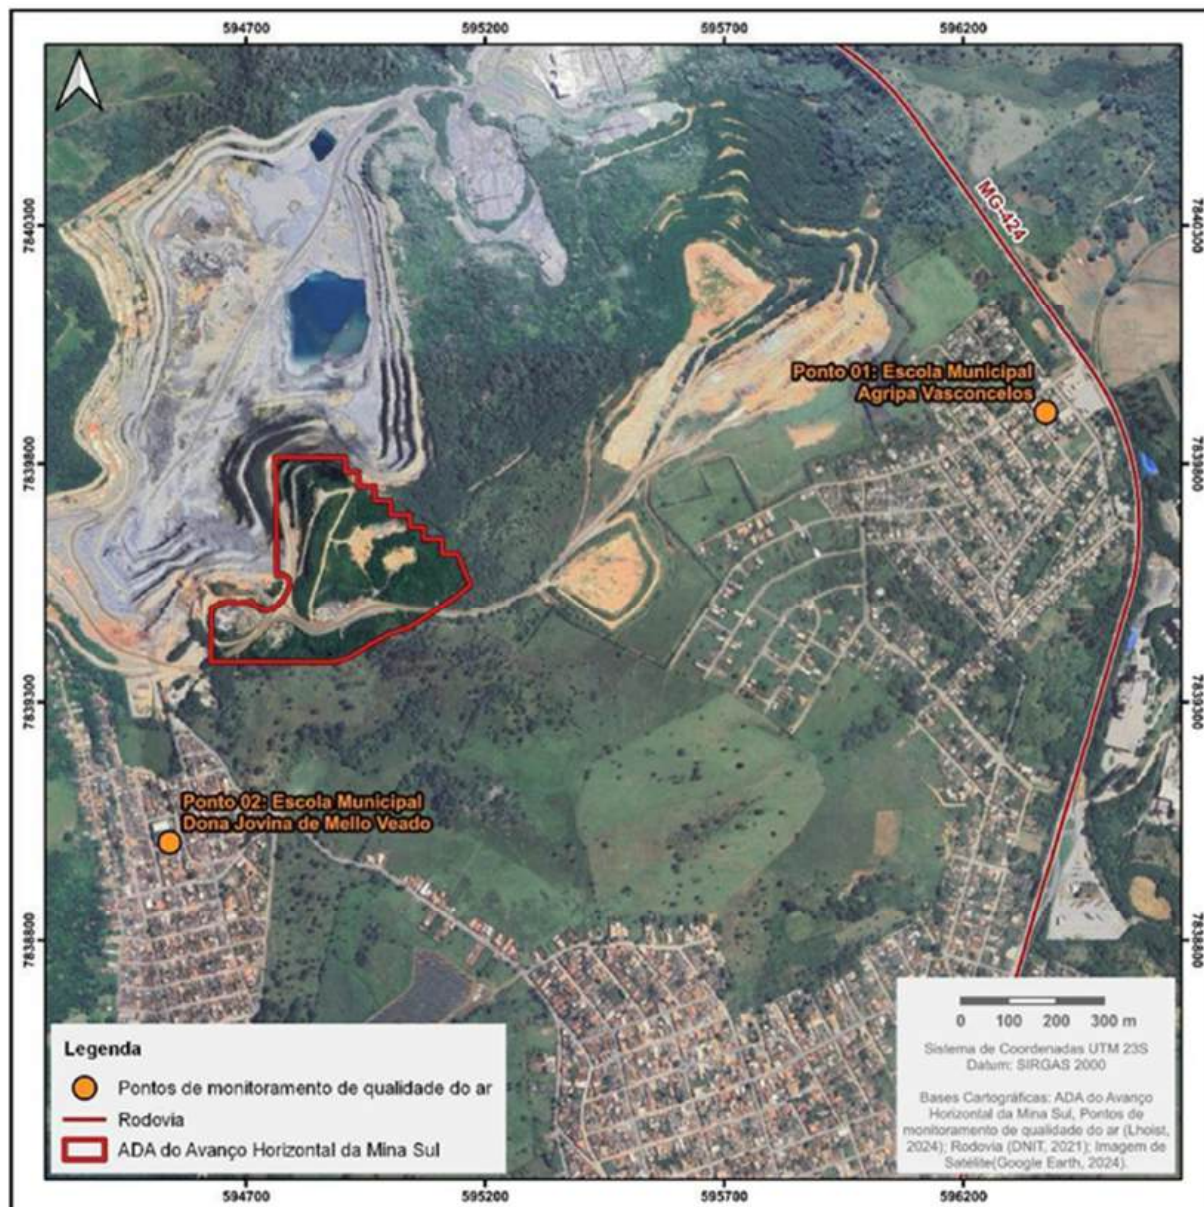 594700
595200
595700
596200
7840300
7840300
MG-424
Ponto 01: Escola Municipal
Agripa Vasconcelos
7839800
7839800
7839300
7839300
Ponto 02: Escola Municipal
Dona Jovina de Mello Veado
7838800
7838800
Legenda
Pontos de monitoramento de qualidade do ar
Rodovia
ADA do Avanço Horizontal da Mina Sul
0 100 200 300 m
Sistema de Coordenadas UTM 23S
Datum: SIRGAS 2000
Bases Cartográficas: ADA do Avanço
Horizontal da Mina Sul, Pontos de
monitoramento de qualidade do ar (Lhoist,
2024); Rodovia (DNIT, 2021); Imagem de
Satélite(Google Earth, 2024).
594700
595200
595700
596200